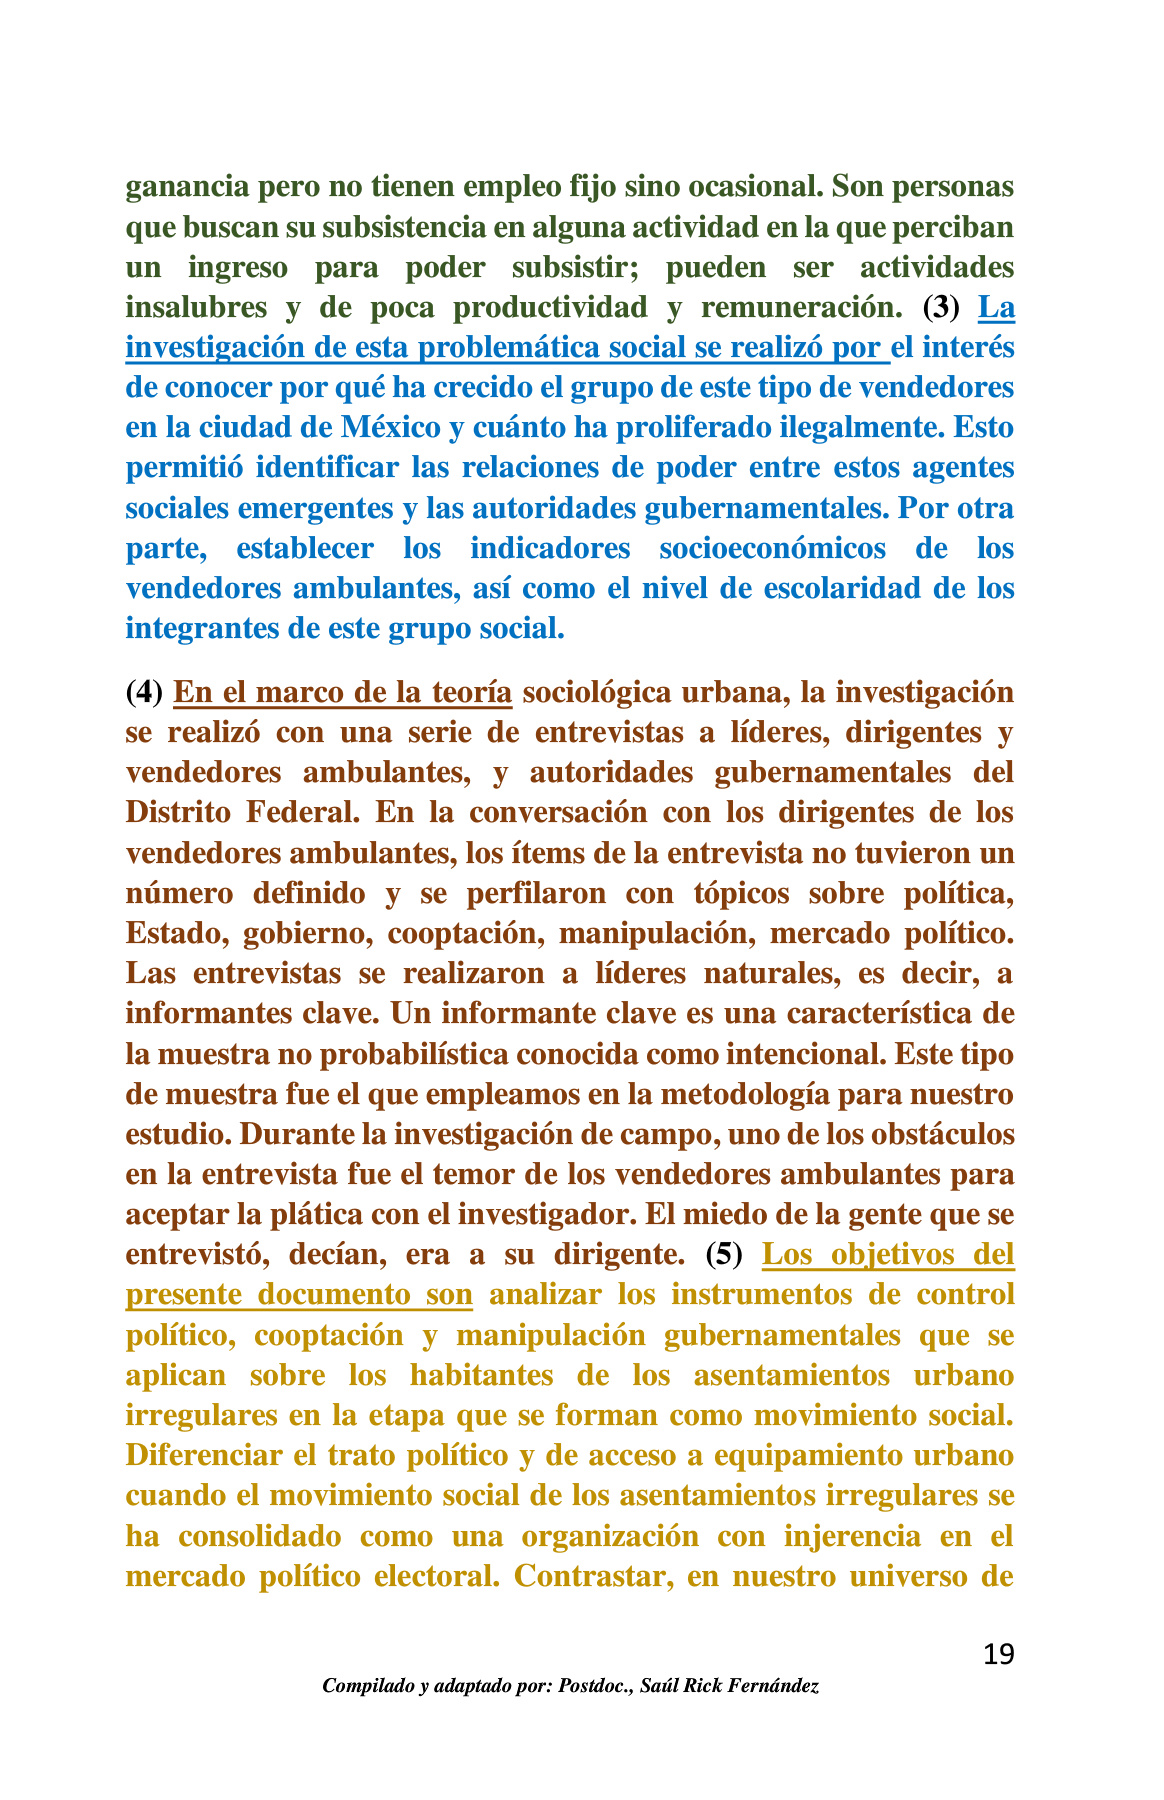 ganancia pero no tienen empleo fijo sino ocasional. Son personas
que buscan su subsistencia en alguna actividad en la que perciban
un ingreso para poder subsistir; pueden ser actividades
insalubres y de poca productividad y remuneración. (3) La
investigación de esta problemática social se realizó por el interés
de conocer por qué ha crecido el grupo de este tipo de vendedores
en la ciudad de México y cuánto ha proliferado ilegalmente. Esto
permitió identificar las relaciones de poder entre estos agentes
sociales emergentes y las autoridades gubernamentales. Por otra
parte, establecer los indicadores socioeconómicos de los
vendedores ambulantes, así como el nivel de escolaridad de los
integrantes de este grupo social.
(4) En el marco de la teoría sociológica urbana, la investigación
se realizó con una serie de entrevistas a líderes, dirigentes y
vendedores ambulantes, y autoridades gubernamentales del
Distrito Federal. En la conversación con los dirigentes de los
vendedores ambulantes, los ítems de la entrevista no tuvieron un
número definido y se perfilaron con tópicos sobre política,
Estado, gobierno, cooptación, manipulación, mercado político.
Las entrevistas se realizaron a líderes naturales, es decir, a
informantes clave. Un informante clave es una característica de
la muestra no probabilística conocida como intencional. Este tipo
de muestra fue el que empleamos en la metodología para nuestro
estudio. Durante la investigación de campo, uno de los obstáculos
en la entrevista fue el temor de los vendedores ambulantes para
aceptar la plática con el investigador. El miedo de la gente que se
entrevistó, decían, era a su dirigente. (5) Los objetivos del
presente documento son analizar los instrumentos de control
político, cooptación y manipulación gubernamentales que se
aplican sobre los habitantes de los asentamientos urbano
irregulares en la etapa que se forman como movimiento social.
Diferenciar el trato político y de acceso a equipamiento urbano
cuando el movimiento social de los asentamientos irregulares se
ha consolidado como una organización con injerencia en el
mercado político electoral. Contrastar, en nuestro universo de
19
Compilado y adaptado por: Postdoc., Saúl Rick Fernández